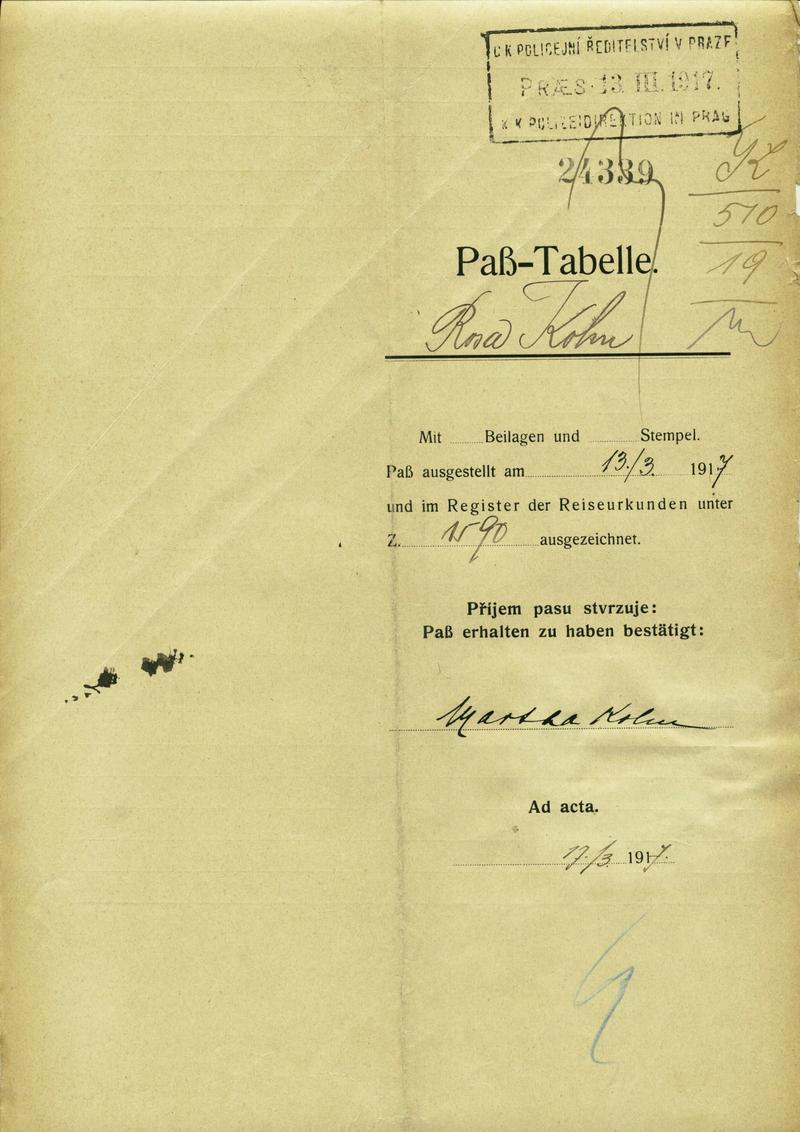 C K POLICEJNÍ ŘEDITELSTVÍ V PRAZE
PRÆS 13. III. 1917.
K K POLIZEIDIREKTION IN PRAG
24389
K
510
19
Paß-Tabelle.
Rosa Kohn
Mit Beilagen und Stempel.
Paß ausgestellt am 13./3. 1917
und im Register der Reiseurkunden unter
Z. 1590 ausgezeichnet.
Příjem pasu stvrzuje:
Paß erhalten zu haben bestätigt:
Martha Kohn
Ad acta.
17./3. 1917.